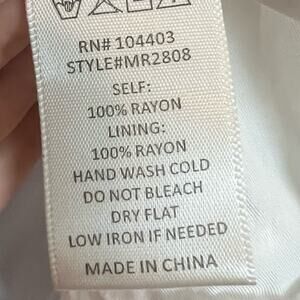 RN# 104403
STYLE#MR2808
SELF:
100% RAYON
LINING:
100% RAYON
HAND WASH COLD
DO NOT BLEACH
DRY FLAT
LOW IRON IF NEEDED
MADE IN CHINA